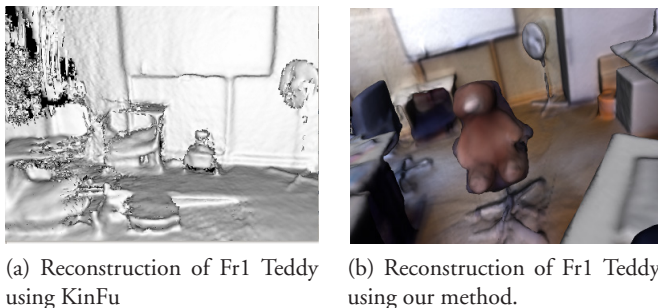 (a) Reconstruction of Fr1 Teddy
using KinFu
(b) Reconstruction of Fr1 Teddy
using our method.